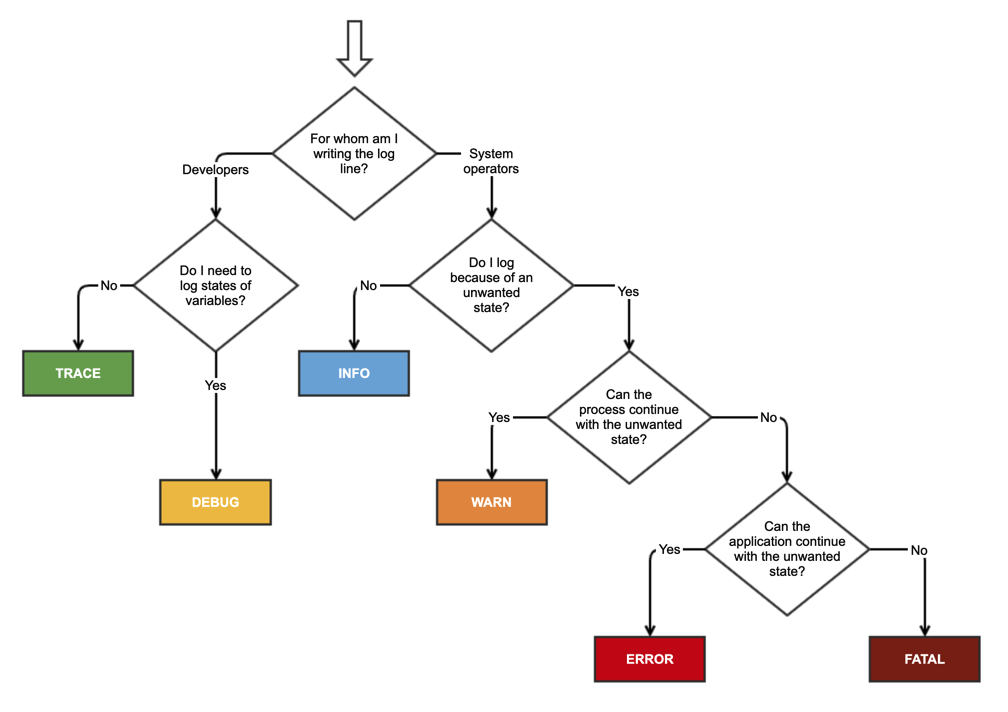 For whom am I
writing the log
line?
Developers
System
operators
Do I need to
log states of
variables?
Do I log
because of an
unwanted
state?
No
No
Yes
TRACE
INFO
Yes
Can the
process continue
with the unwanted
state?
Yes
No
DEBUG
WARN
Can the
application continue
with the unwanted
state?
Yes
No
ERROR
FATAL